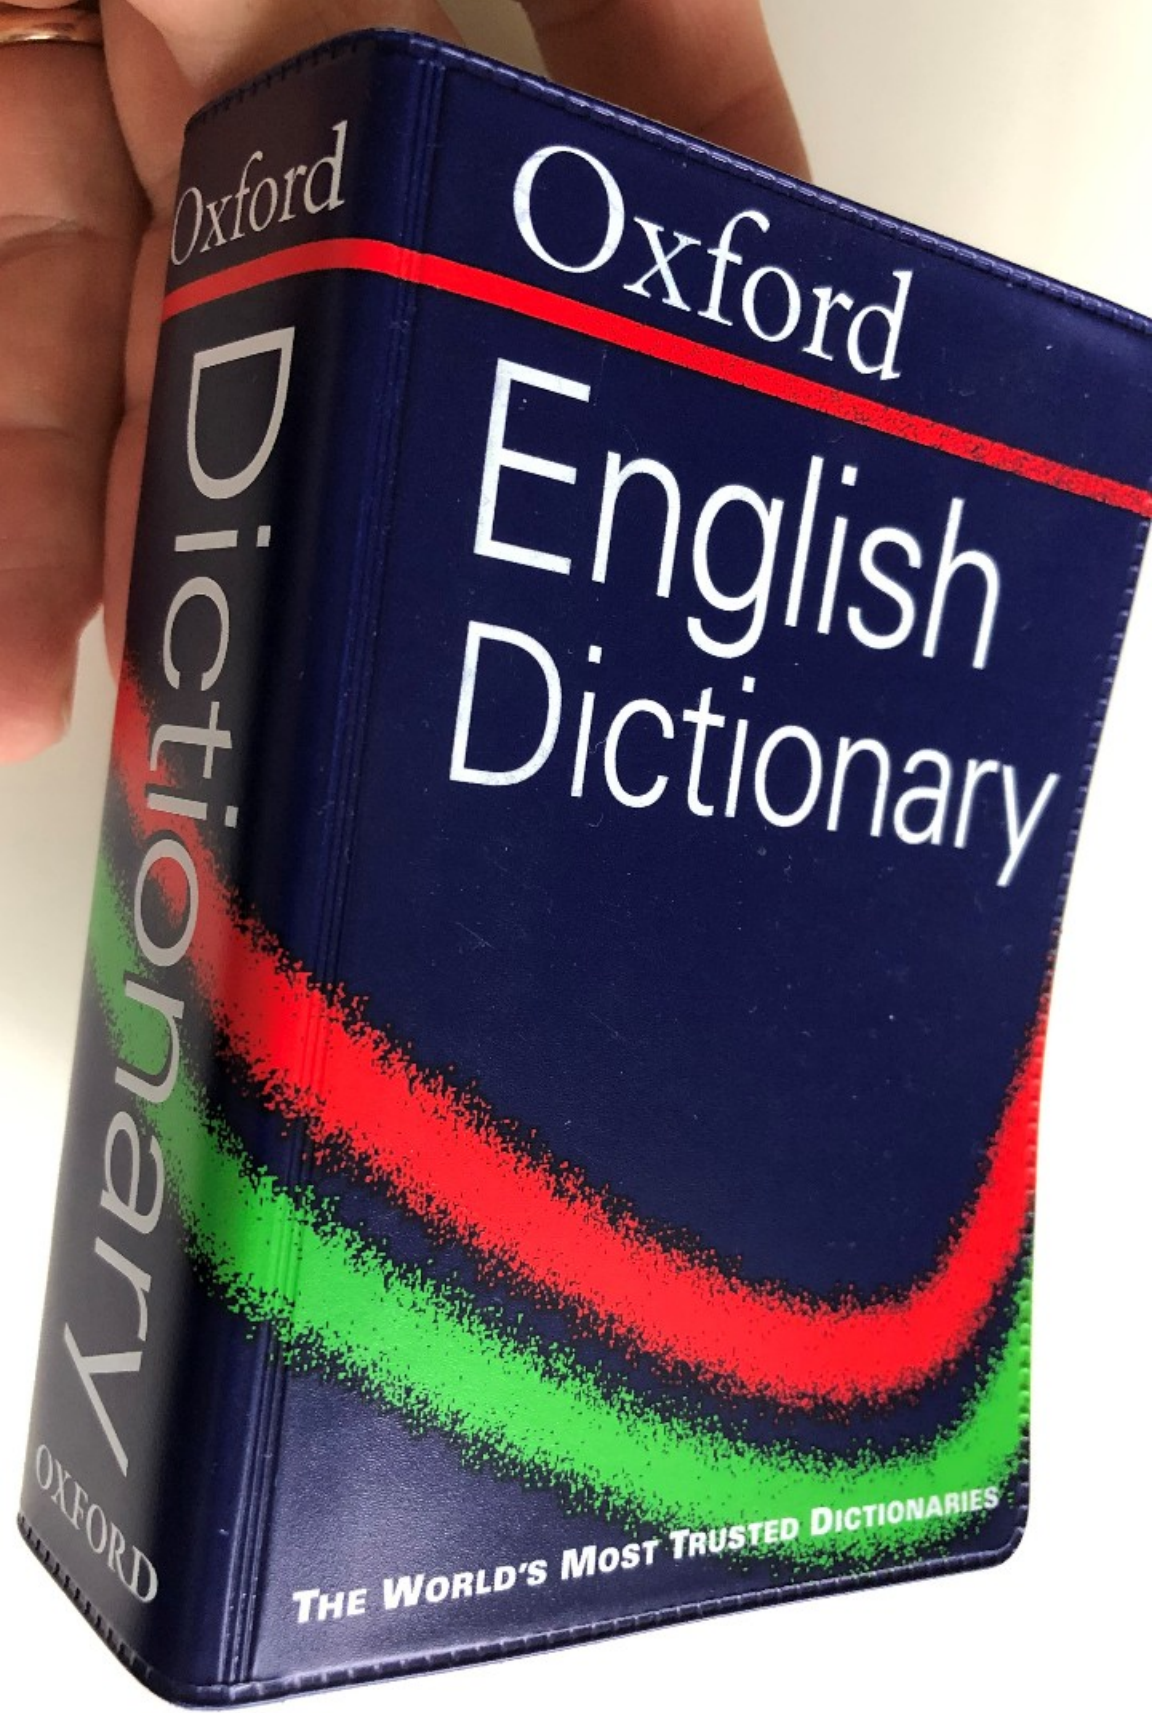 Oxford
Dictionary
OXFORD
Oxford
English
Dictionary
THE WORLD'S MOST TRUSTED DICTIONARIES